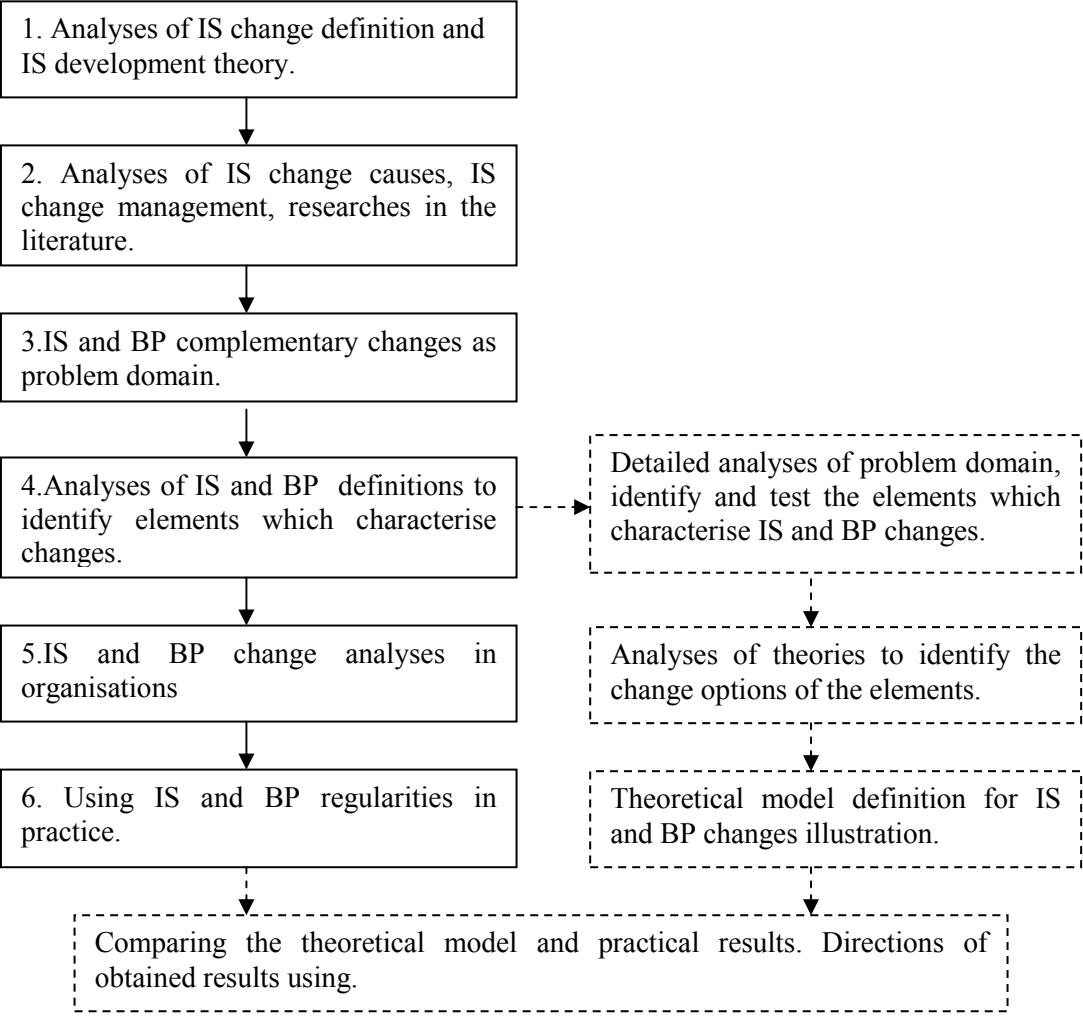 1. Analyses of IS change definition and
IS development theory.
2. Analyses of IS change causes, IS
change management, researches in the
literature.
3.IS and BP complementary changes as
problem domain.
4.Analyses of IS and BP definitions to
identify elements which characterise
changes.
5.IS and BP change analyses in
organisations
6. Using IS and BP regularities in
practice.
Detailed analyses of problem domain,
identify and test the elements which
characterise IS and BP changes.
Analyses of theories to identify the
change options of the elements.
Theoretical model definition for IS
and BP changes illustration.
Comparing the theoretical model and practical results. Directions of
obtained results using.